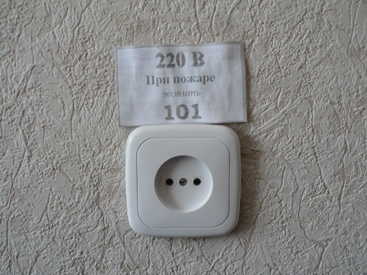 220 В
При пожаре
звонить
101